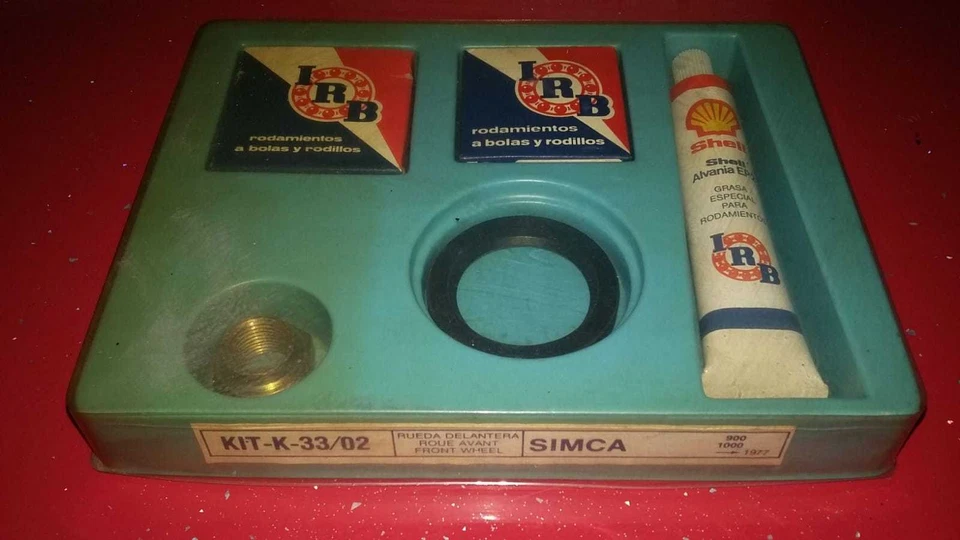 IRB
rodamientos
a bolas y rodillos
IRB
rodamientos
a bolas y rodillos
Shell
Shell
Alvania
GRASA
ESPECIAL
PARA
RODAMIENTOS
IRB
KIT-K-33/02
RUEDA DELANTERA
ROUE AVANT
FRONT WHEEL
SIMCA
900
1000
→ 1977